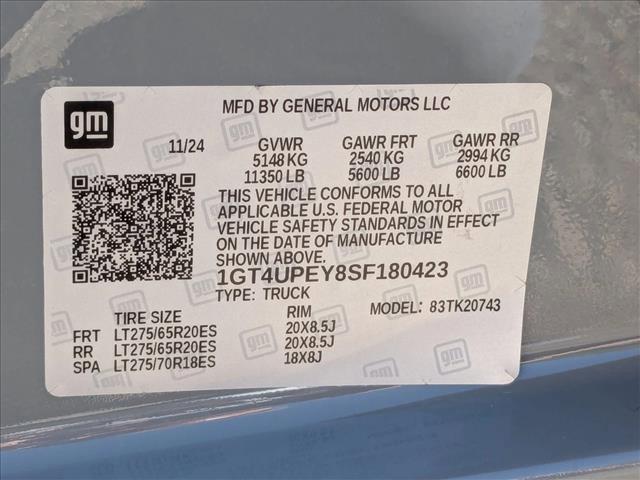 gm
MFD BY GENERAL MOTORS LLC
11/24 GVWR GAWR FRT GAWR RR
5148 KG 2540 KG 2994 KG
11350 LB 5600 LB 6600 LB
THIS VEHICLE CONFORMS TO ALL
APPLICABLE U.S. FEDERAL MOTOR
VEHICLE SAFETY STANDARDS IN EFFECT
ON THE DATE OF MANUFACTURE
SHOWN ABOVE.
1GT4UPEY8SF180423
TYPE: TRUCK MODEL: 83TK20743
TIRE SIZE RIM
FRT LT275/65R20ES 20X8.5J
RR LT275/65R20ES 20X8.5J
SPA LT275/70R18ES 18X8J